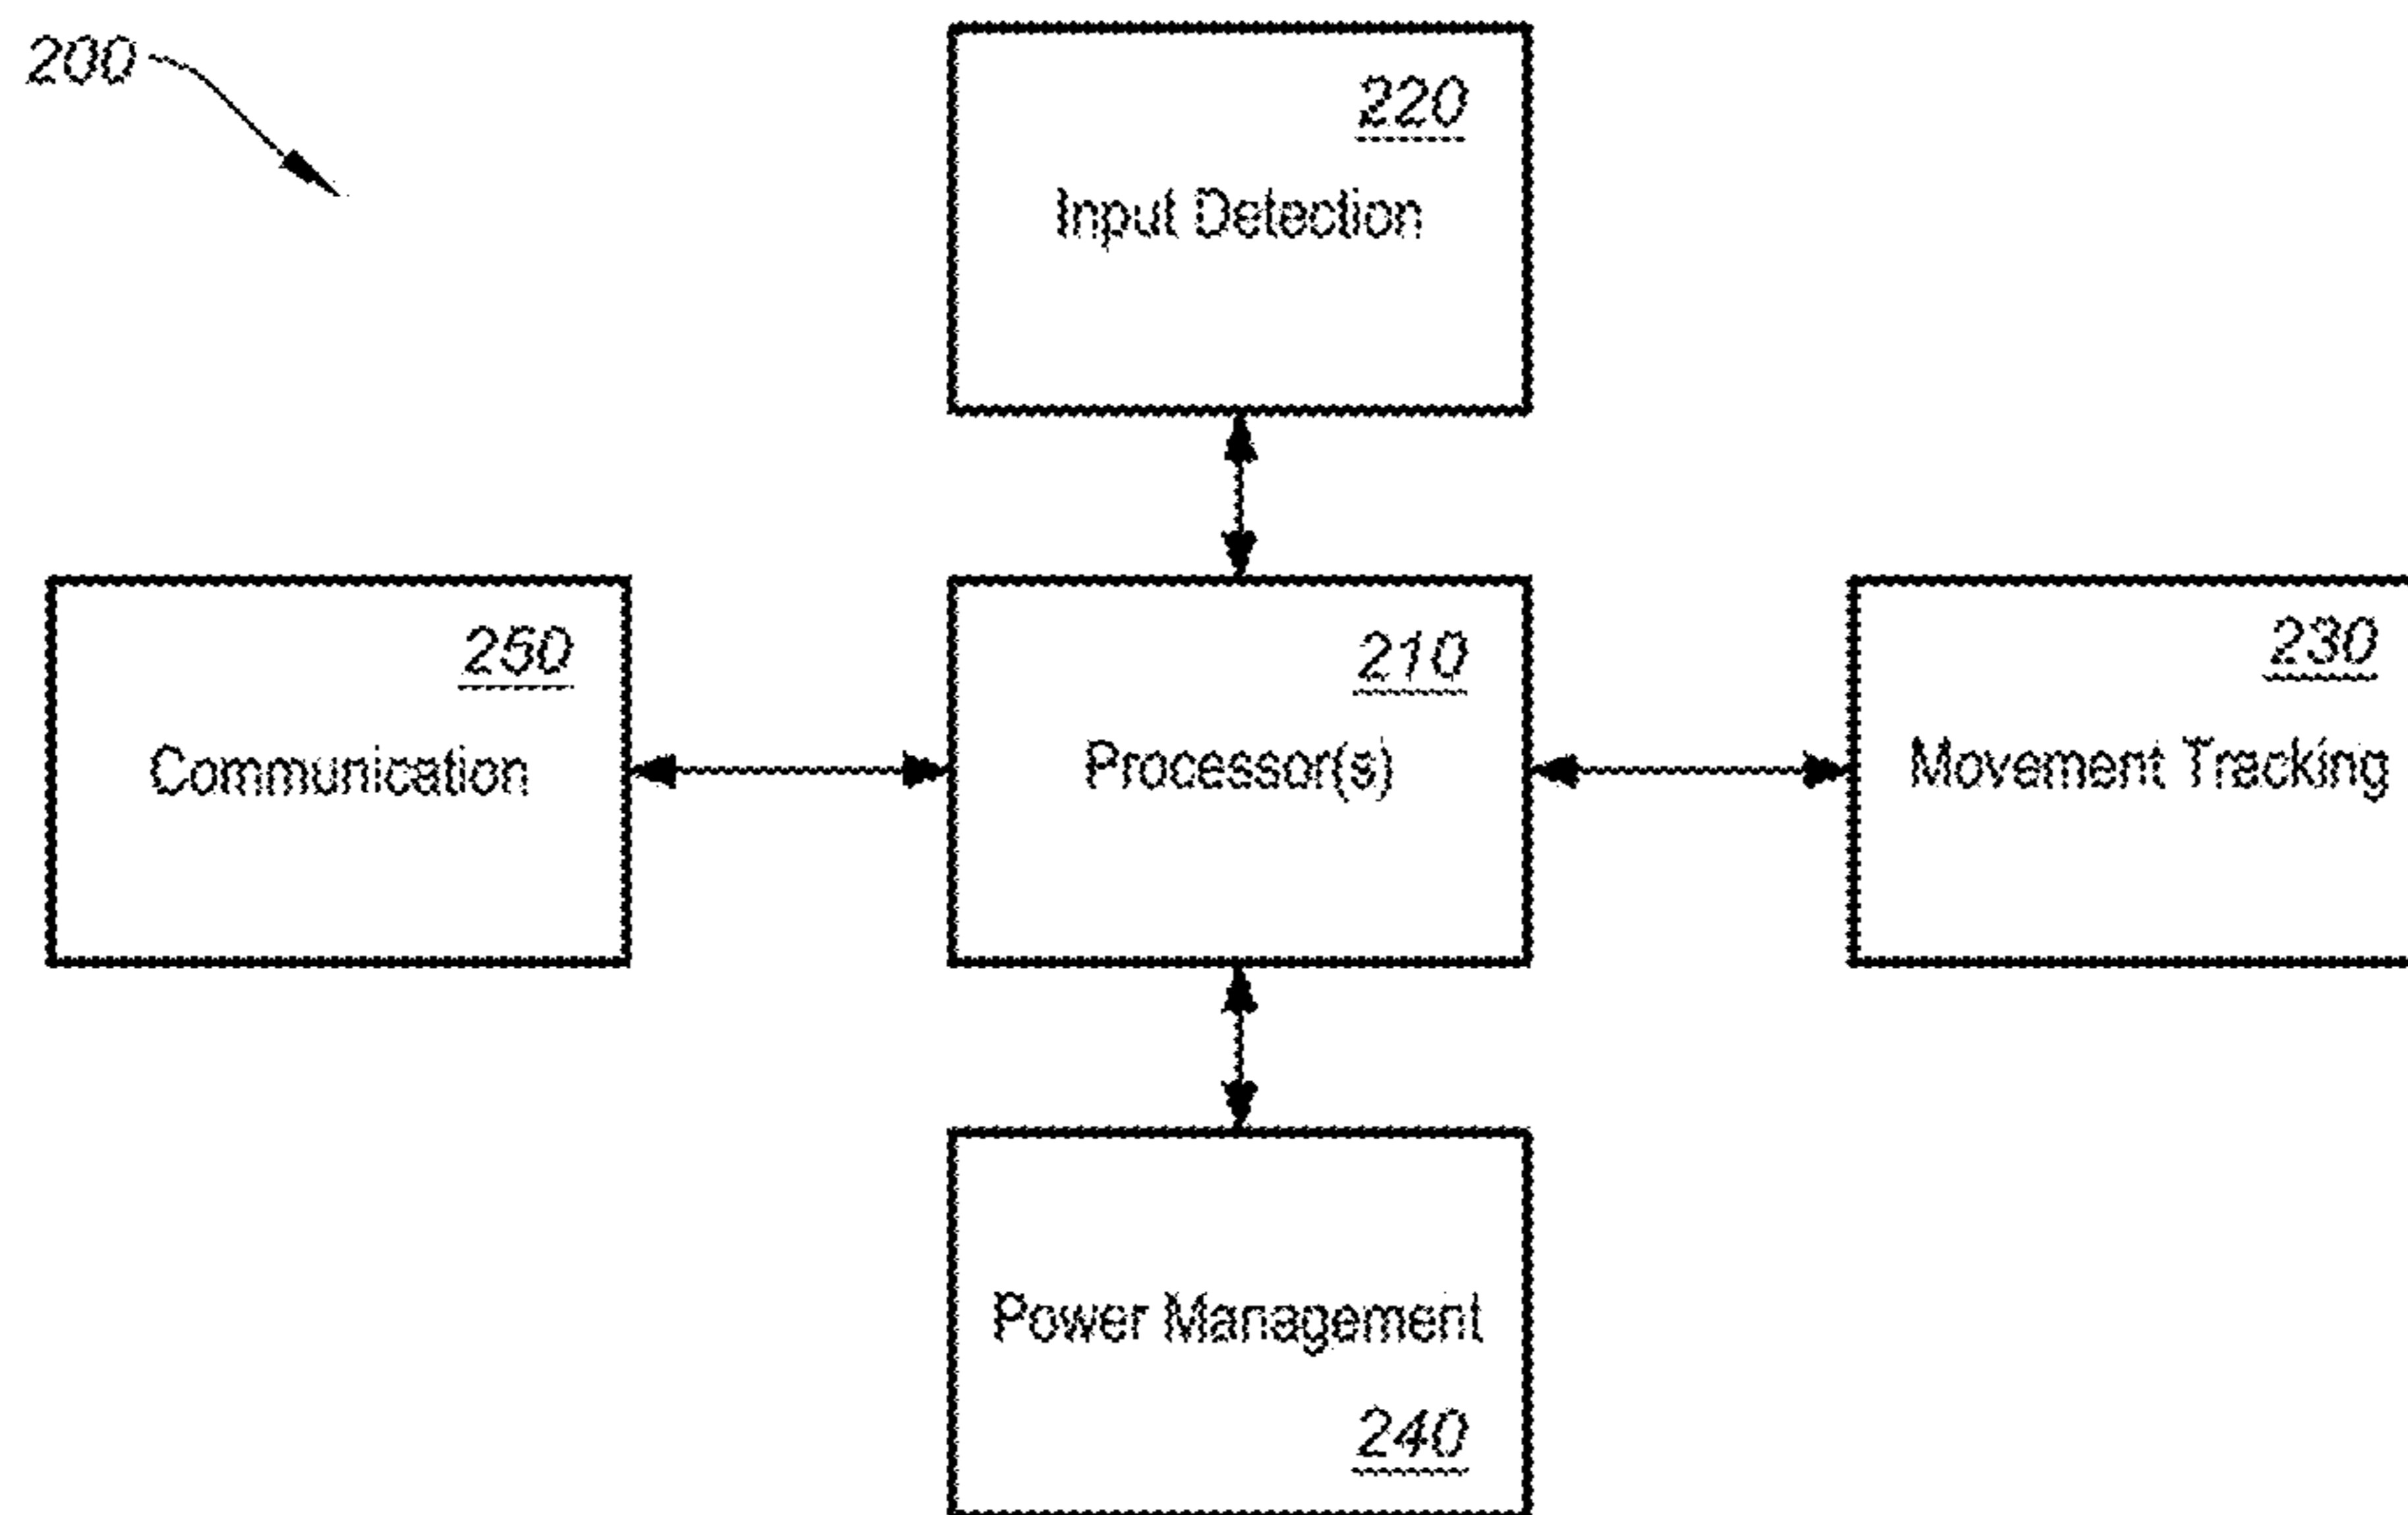 200
220
Input Detection
250
Communication
210
Processor(s)
230
Movement Tracking
Power Management
240